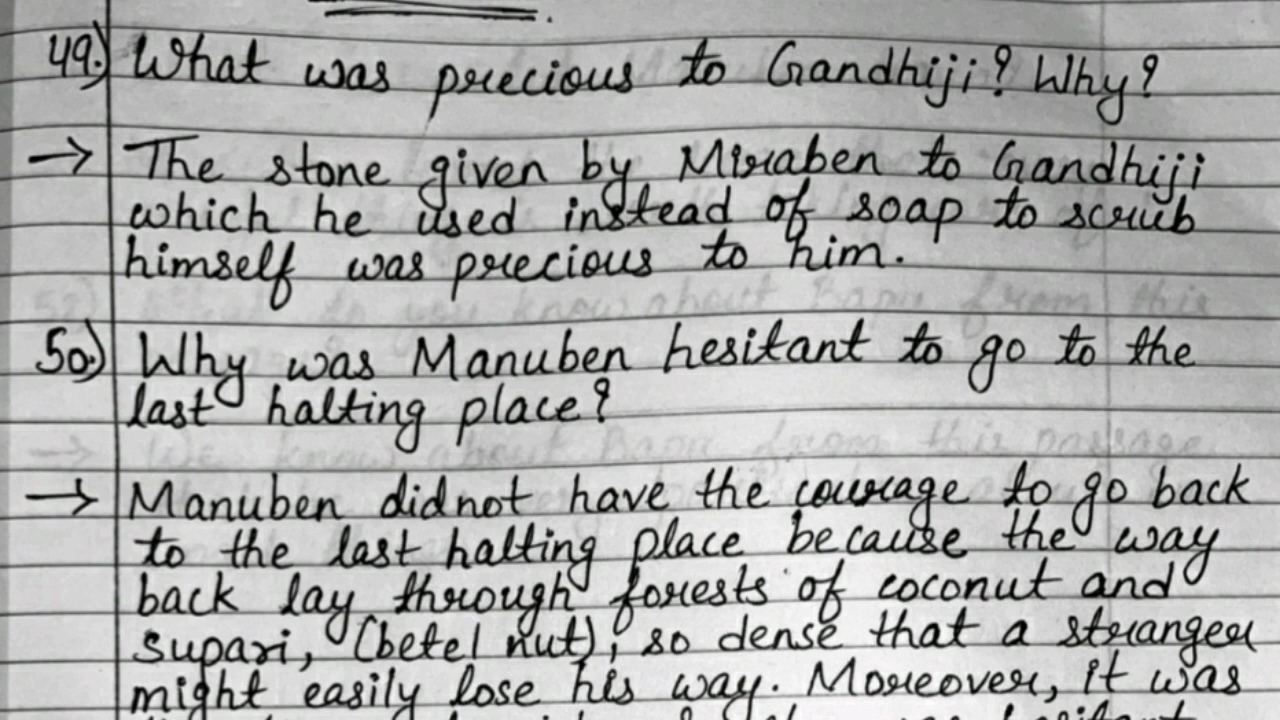 49.) What was precious to Gandhiji? Why?
→ The stone given by Miraben to Gandhiji
which he used instead of soap to scrub
himself was precious to him.
50.) Why was Manuben hesitant to go to the
last halting place?
→ Manuben didnot have the courage to go back
to the last halting place because the way
back lay through forests of coconut and
supari, (betel nut), so dense that a stranger
might easily lose his way. Moreover, it was